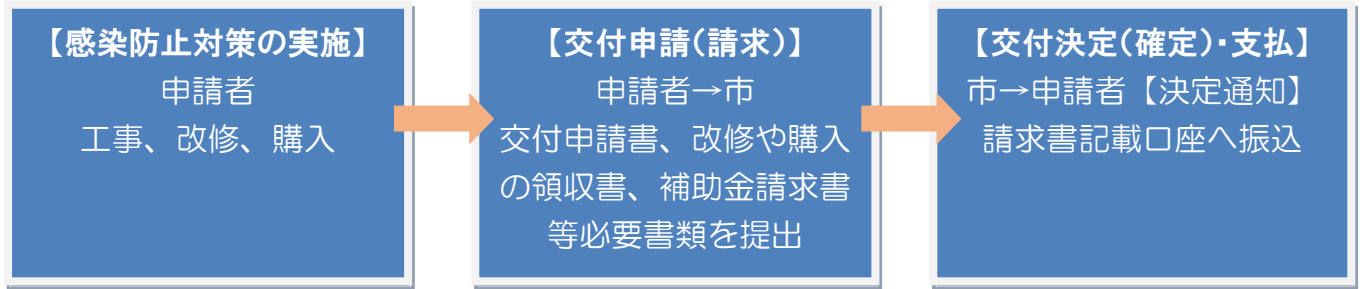 【感染防止対策の実施】
申請者
工事、改修、購入
【交付申請(請求)】
申請者→市
交付申請書、改修や購入
の領収書、補助金請求書
等必要書類を提出
【交付決定(確定)・支払】
市→申請者【決定通知】
請求書記載口座へ振込